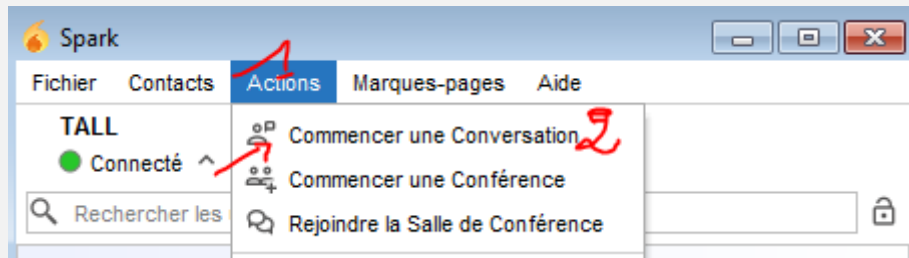 Spark
1
Fichier Contacts Actions Marques-pages Aide
TALL
Commencer une Conversation 2
Connecté
Commencer une Conférence
Rechercher les
Rejoindre la Salle de Conférence